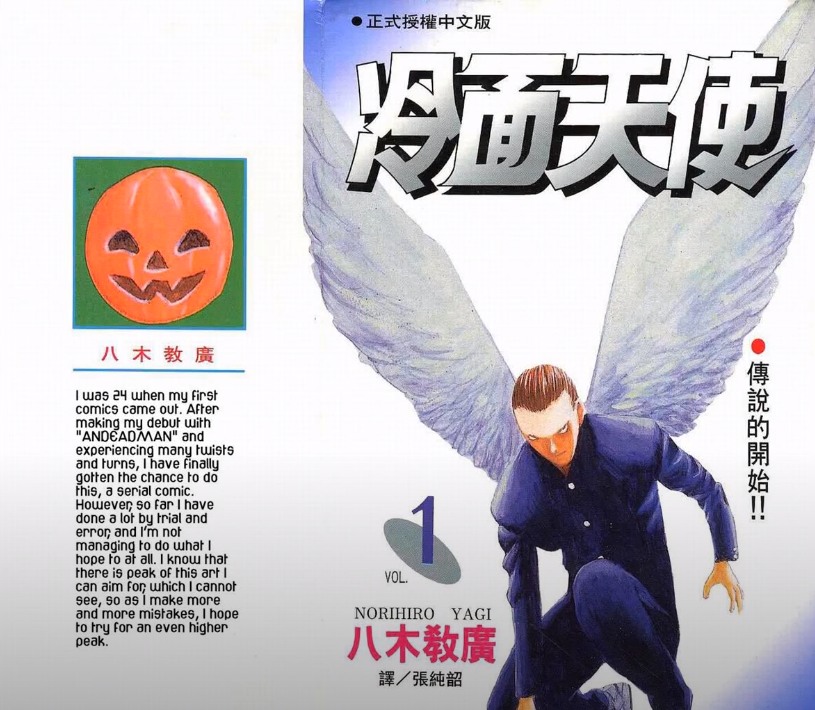 八木教廣
I was 24 when my first
comics came out. After
making my debut with
"ANDEADMAN" and
experiencing many twists
and turns, I have finally
gotten the chance to do
this, a serial comic.
However, so far I have
done a lot by trial and
error, and I'm not
managing to do what I
hope to at all. I know that
there is peak of this art I
can aim for, which I cannot
see, so as I make more
and more mistakes, I hope
to try for an even higher
peak.
●正式授權中文版
冷面天使
●傳說的開始!!
1
VOL.
NORIHIRO YAGI
八木教廣
譯／張純韶